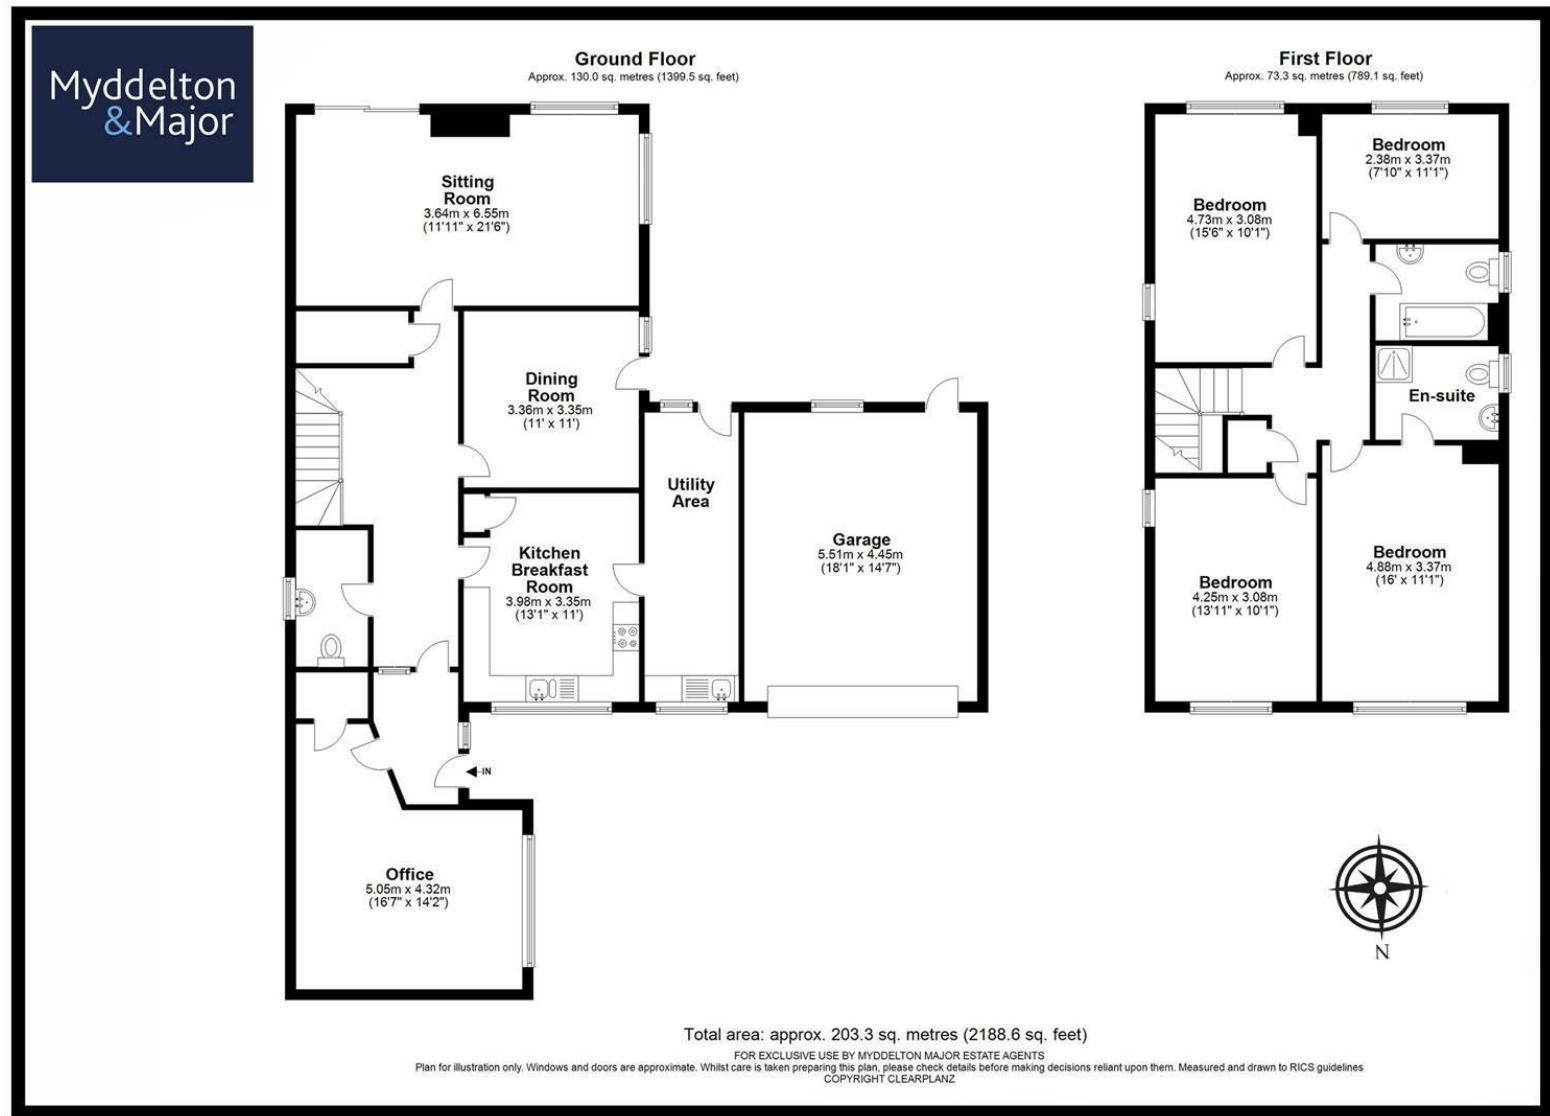 Myddelton
&Major
Ground Floor
Approx. 130.0 sq. metres (1399.5 sq. feet)
Sitting
Room
3.64m x 6.55m
(11'11" x 21'6")
Dining
Room
3.36m x 3.35m
(11' x 11')
Utility
Area
Garage
5.51m x 4.45m
(18'1" x 14'7")
Kitchen
Breakfast
Room
3.98m x 3.35m
(13'1" x 11')
IN
Office
5.05m x 4.32m
(16'7" x 14'2")
First Floor
Approx. 73.3 sq. metres (789.1 sq. feet)
Bedroom
2.38m x 3.37m
(7'10" x 11'1")
Bedroom
4.73m x 3.08m
(15'6" x 10'1")
En-suite
Bedroom
4.88m x 3.37m
(16' x 11'1")
Bedroom
4.25m x 3.08m
(13'11" x 10'1")
N
Total area: approx. 203.3 sq. metres (2188.6 sq. feet)
FOR EXCLUSIVE USE BY MYDDELTON MAJOR ESTATE AGENTS
Plan for illustration only. Windows and doors are approximate. Whilst care is taken preparing this plan, please check details before making decisions reliant upon them. Measured and drawn to RICS guidelines
COPYRIGHT CLEARPLANZ